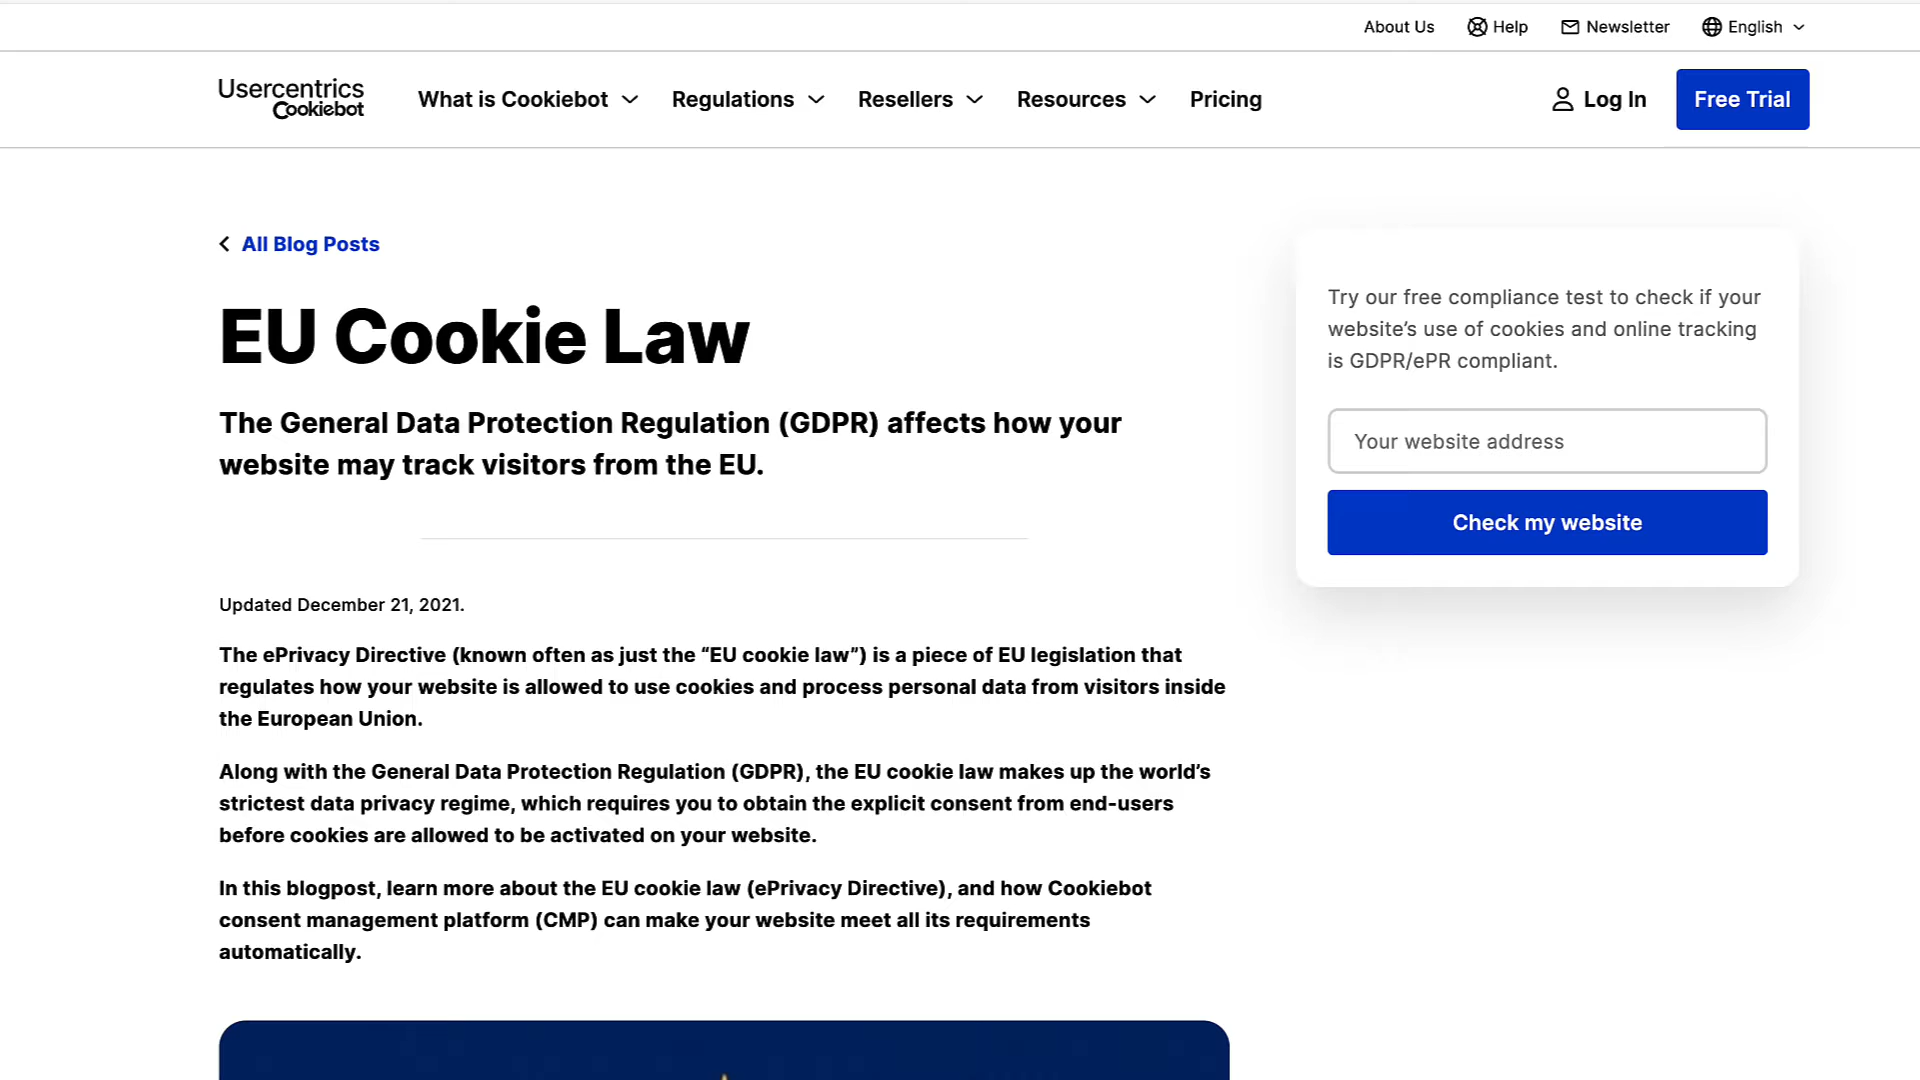 About Us
Help
Newsletter
English
Usercentrics
Cookiebot
What is Cookiebot
Regulations
Resellers
Resources
Pricing
Log In
Free Trial
All Blog Posts
EU Cookie Law
The General Data Protection Regulation (GDPR) affects how your
website may track visitors from the EU.
Updated December 21, 2021.
The ePrivacy Directive (known often as just the “EU cookie law”) is a piece of EU legislation that
regulates how your website is allowed to use cookies and process personal data from visitors inside
the European Union.
Along with the General Data Protection Regulation (GDPR), the EU cookie law makes up the world’s
strictest data privacy regime, which requires you to obtain the explicit consent from end-users
before cookies are allowed to be activated on your website.
In this blogpost, learn more about the EU cookie law (ePrivacy Directive), and how Cookiebot
consent management platform (CMP) can make your website meet all its requirements
automatically.
Try our free compliance test to check if your
website’s use of cookies and online tracking
is GDPR/ePR compliant.
Your website address
Check my website